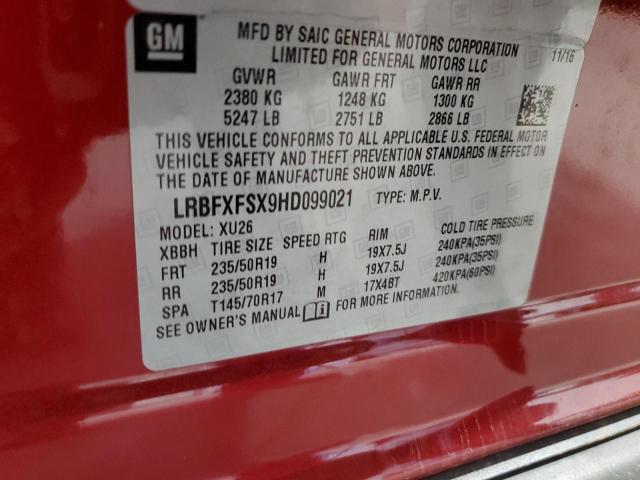 GM
MFD BY SAIC GENERAL MOTORS CORPORATION
LIMITED FOR GENERAL MOTORS LLC 11/16
GVWR GAWR FRT GAWR RR
2380 KG 1248 KG 1300 KG
5247 LB 2751 LB 2866 LB
THIS VEHICLE CONFORMS TO ALL APPLICABLE U.S. FEDERAL MOTOR
VEHICLE SAFETY AND THEFT PREVENTION STANDARDS IN EFFECT ON
THE DATE OF MANUFACTURE SHOWN ABOVE.
LRBFXFSX9HD099021 TYPE: M.P.V.
MODEL: XU26
XBBH TIRE SIZE SPEED RTG RIM COLD TIRE PRESSURE
FRT 235/50R19 H 19X7.5J 240KPA(35PSI)
RR 235/50R19 H 19X7.5J 240KPA(35PSI)
SPA T145/70R17 M 17X4BT 420KPA(60PSI)
SEE OWNER'S MANUAL FOR MORE INFORMATION.